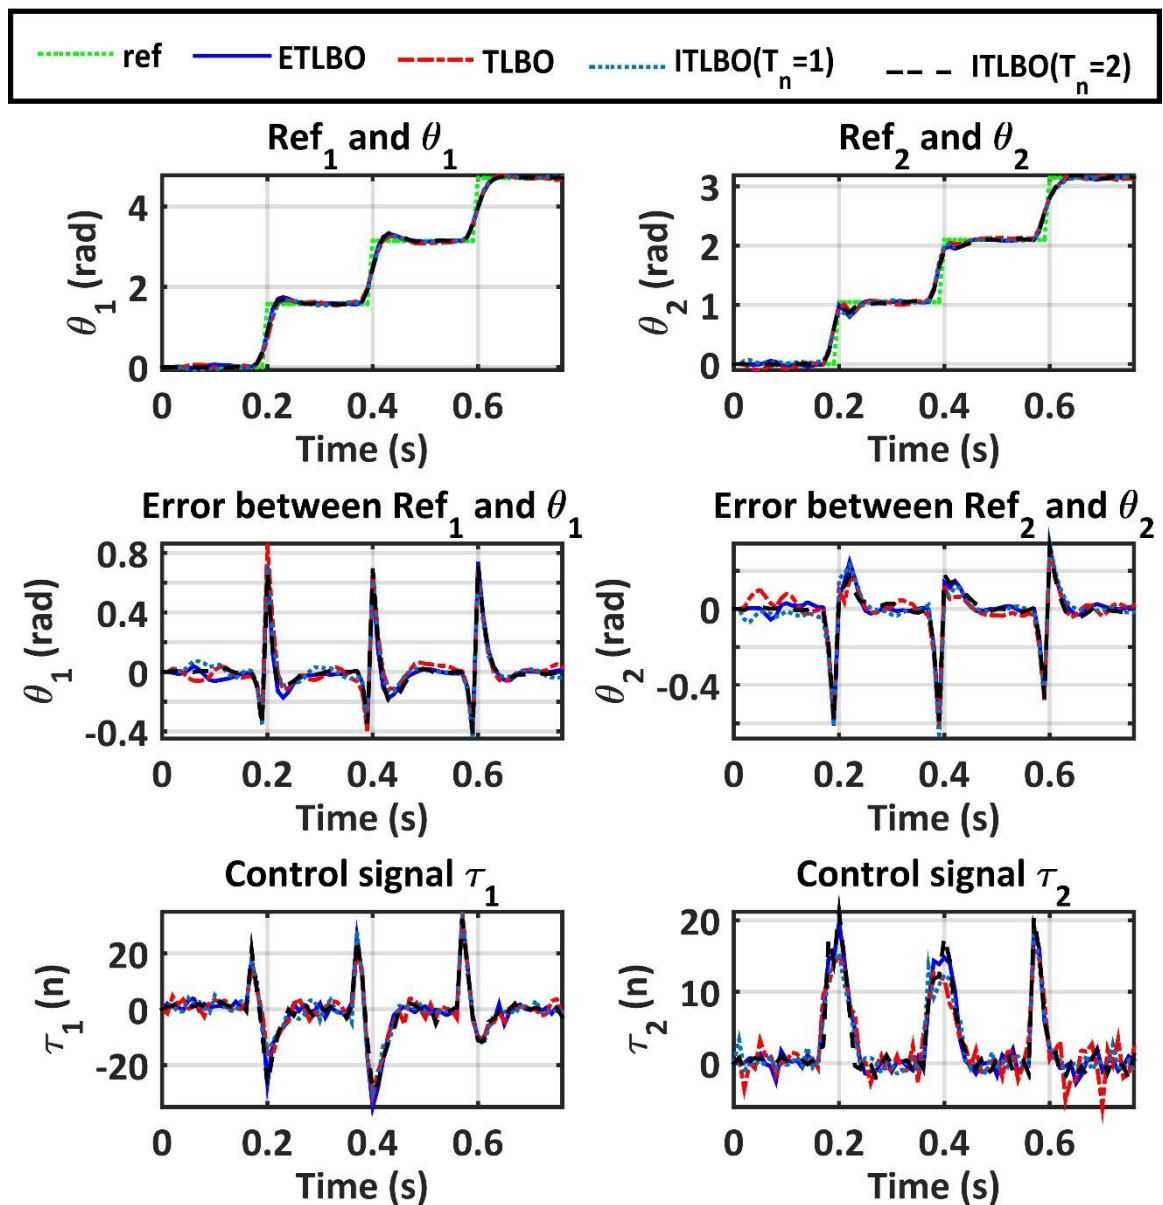 ref ETLBO TLBO ITLBO(T_n=1) ITLBO(T_n=2)
Ref_1 and θ_1
θ_1 (rad)
4
2
0
0 0.2 0.4 0.6
Time (s)
Ref_2 and θ_2
θ_2 (rad)
3
2
1
0
0 0.2 0.4 0.6
Time (s)
Error between Ref_1 and θ_1
θ_1 (rad)
0.8
0.4
0
-0.4
0 0.2 0.4 0.6
Time (s)
Error between Ref_2 and θ_2
θ_2 (rad)
0
-0.4
0 0.2 0.4 0.6
Time (s)
Control signal τ_1
τ_1 (n)
20
0
-20
0 0.2 0.4 0.6
Time (s)
Control signal τ_2
τ_2 (n)
20
10
0
0 0.2 0.4 0.6
Time (s)